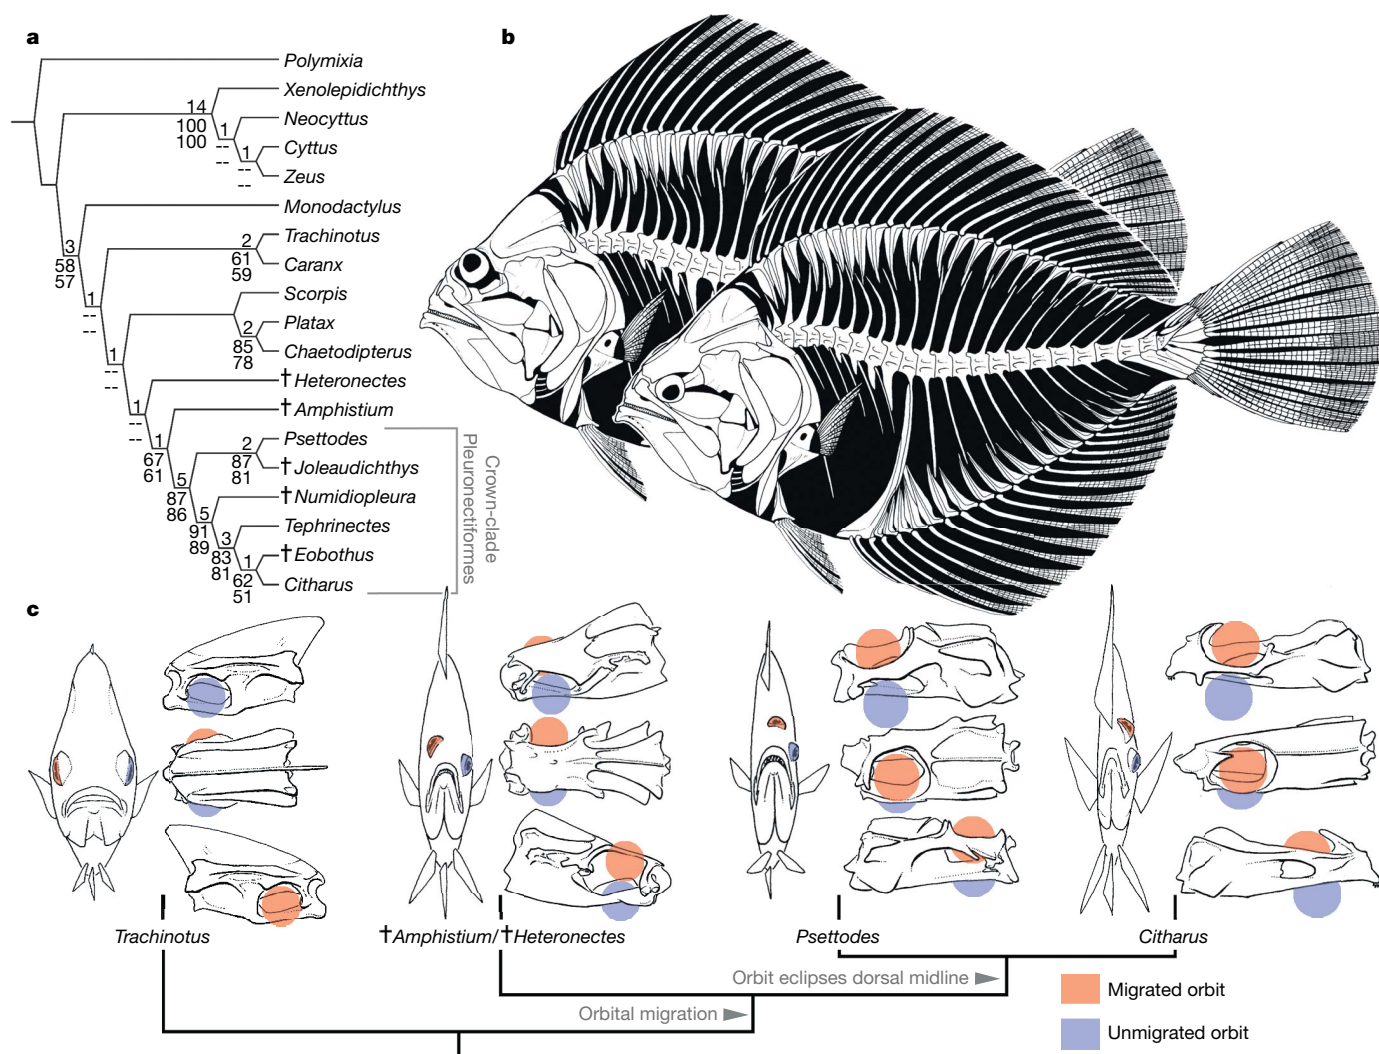 a
b
Polymixia
Xenolepidichthys
14
100
100
Neocyttus
1
--
--
Cyttus
1
--
--
Zeus
Monodactylus
3
58
57
Trachinotus
2
61
59
Caranx
1
--
--
Scorpis
Platax
2
85
78
Chaetodipterus
1
--
--
†Heteronectes
1
--
--
†Amphistium
1
67
61
Psettodes
2
87
81
†Joleaudichthys
5
87
86
†Numidiopleura
5
91
89
Tephrinectes
3
83
81
†Eobothus
1
62
51
Citharus
Crown-clade
Pleuronectiformes
c
Trachinotus
†Amphistium/†Heteronectes
Psettodes
Citharus
Orbit eclipses dorsal midline
Orbital migration
Migrated orbit
Unmigrated orbit